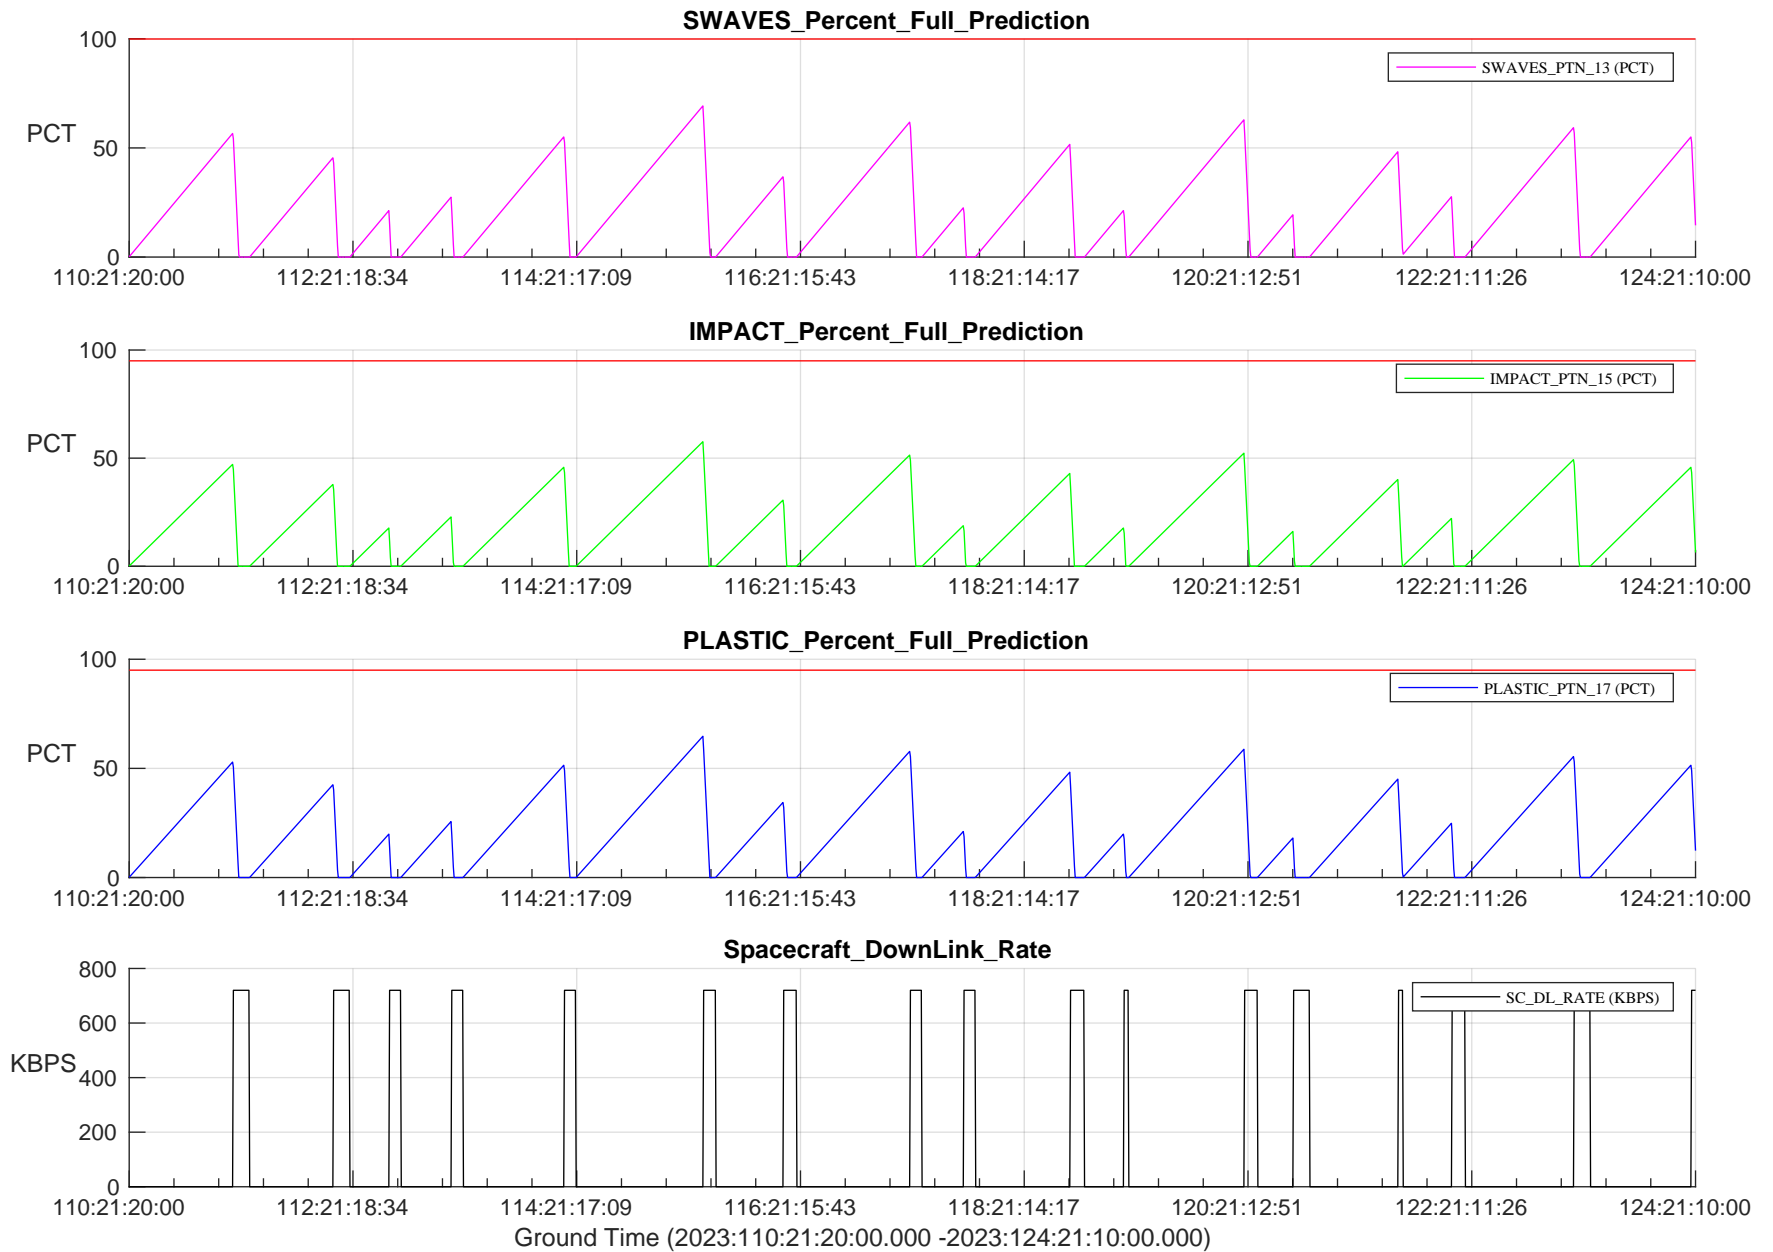 SWAVES_Percent_Full_Prediction
100
SWAVES_PTN_13 (PCT)
PCT
50
0
110:21:20:00 112:21:18:34 114:21:17:09 116:21:15:43 118:21:14:17 120:21:12:51 122:21:11:26 124:21:10:00
IMPACT_Percent_Full_Prediction
100
IMPACT_PTN_15 (PCT)
PCT
50
0
110:21:20:00 112:21:18:34 114:21:17:09 116:21:15:43 118:21:14:17 120:21:12:51 122:21:11:26 124:21:10:00
PLASTIC_Percent_Full_Prediction
100
PLASTIC_PTN_17 (PCT)
PCT
50
0
110:21:20:00 112:21:18:34 114:21:17:09 116:21:15:43 118:21:14:17 120:21:12:51 122:21:11:26 124:21:10:00
Spacecraft_DownLink_Rate
800
SC_DL_RATE (KBPS)
600
KBPS
400
200
0
110:21:20:00 112:21:18:34 114:21:17:09 116:21:15:43 118:21:14:17 120:21:12:51 122:21:11:26 124:21:10:00
Ground Time (2023:110:21:20:00.000 -2023:124:21:10:00.000)